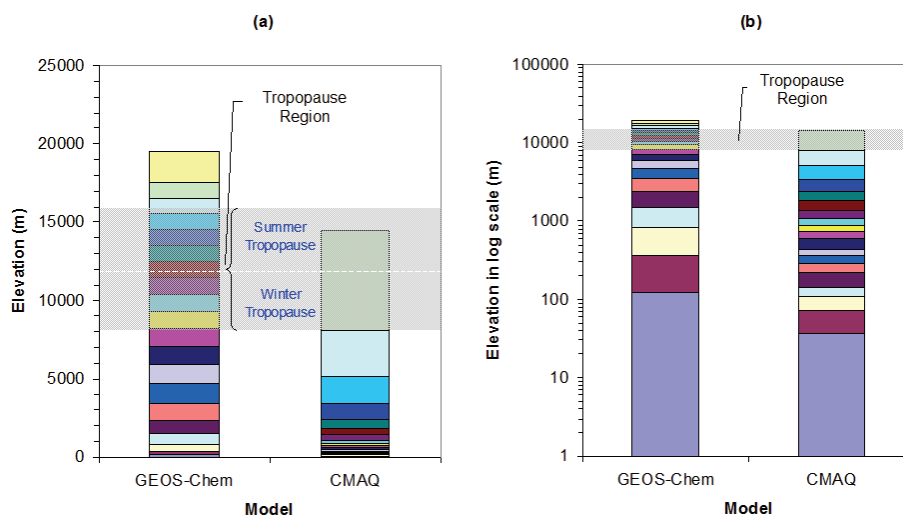 (a)
25000
20000
15000
10000
5000
0
Elevation (m)
Tropopause
Region
Summer
Tropopause
Winter
Tropopause
GEOS-Chem
CMAQ
Model
(b)
100000
10000
1000
100
10
1
Elevation in log scale (m)
Tropopause
Region
GEOS-Chem
CMAQ
Model